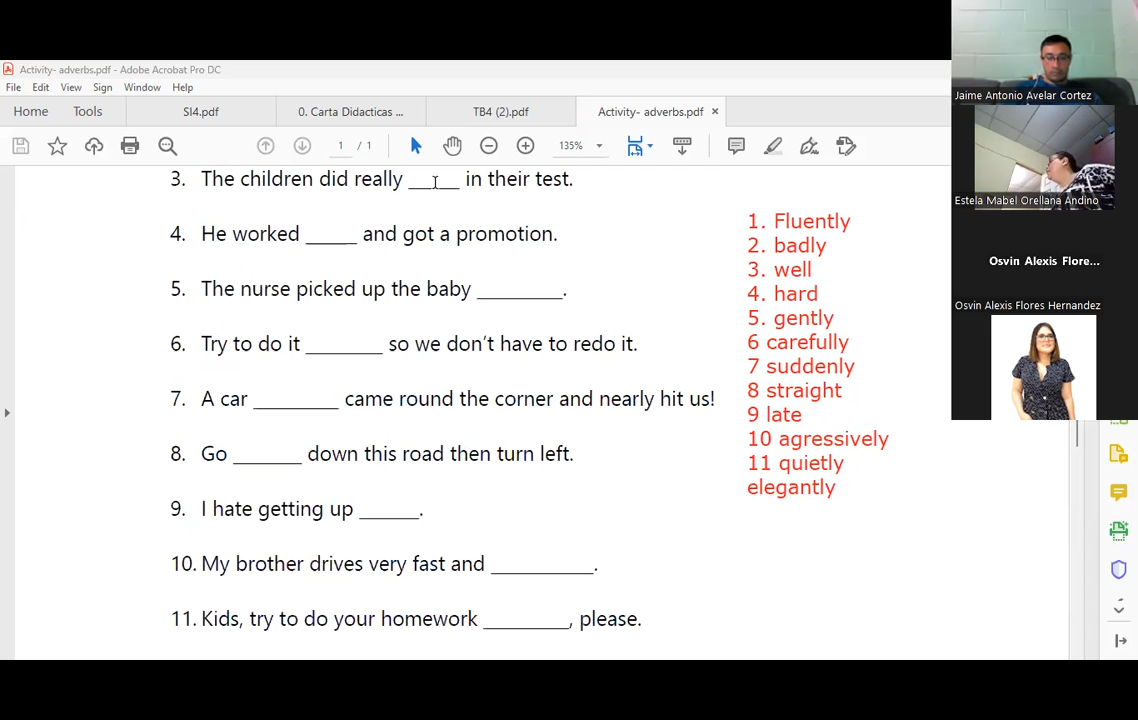 Activity- adverbs.pdf - Adobe Acrobat Pro DC
File Edit View Sign Window Help
Home Tools SI4.pdf 0. Carta Didacticas ... TB4 (2).pdf Activity- adverbs.pdf ×
1 / 1 135%
3. The children did really _____ in their test.
4. He worked _____ and got a promotion.
5. The nurse picked up the baby ________.
6. Try to do it _______ so we don't have to redo it.
7. A car ________ came round the corner and nearly hit us!
8. Go ______ down this road then turn left.
9. I hate getting up ______.
10. My brother drives very fast and __________.
11. Kids, try to do your homework ________, please.
1. Fluently
2. badly
3. well
4. hard
5. gently
6 carefully
7 suddenly
8 straight
9 late
10 agressively
11 quietly
elegantly
Jaime Antonio Avelar Cortez
Estela Mabel Orellana Andino
Osvin Alexis Flore...
Osvin Alexis Flores Hernandez